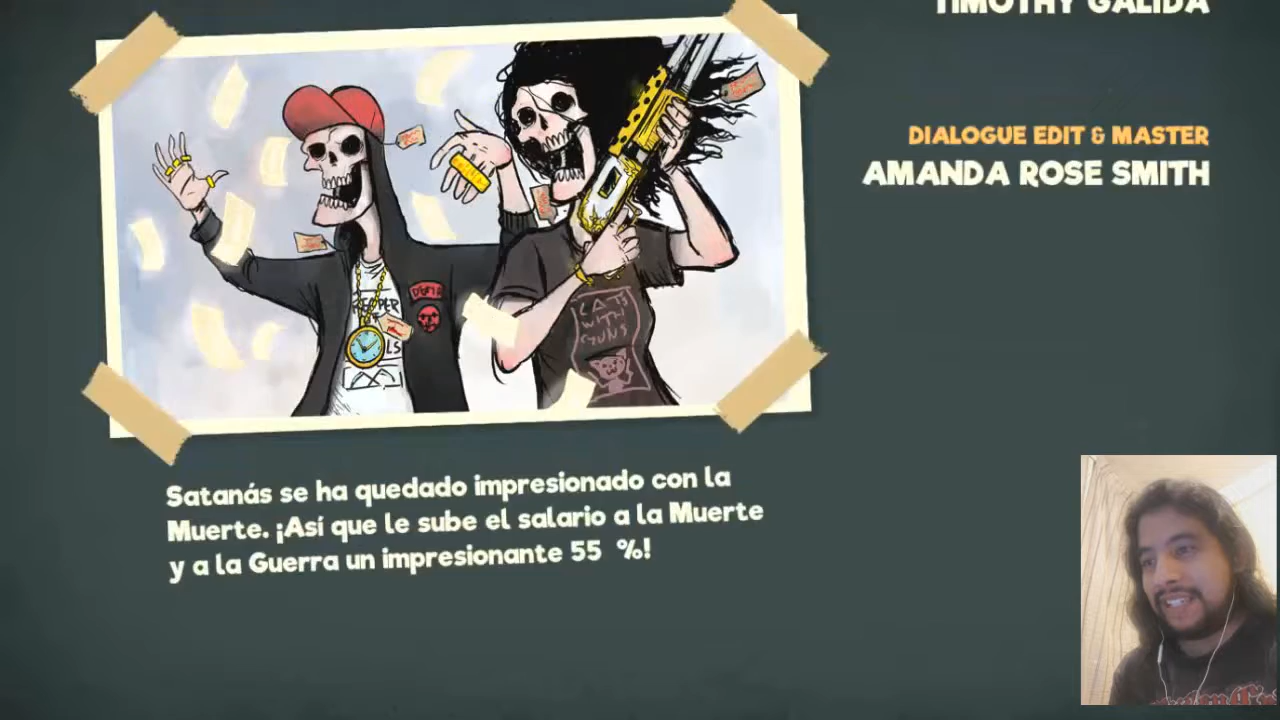 TIMOTHY GALIDA
DIALOGUE EDIT & MASTER
AMANDA ROSE SMITH
CATS
WITH
GUNS
Satanás se ha quedado impresionado con la
Muerte. ¡Así que le sube el salario a la Muerte
y a la Guerra un impresionante 55 %!